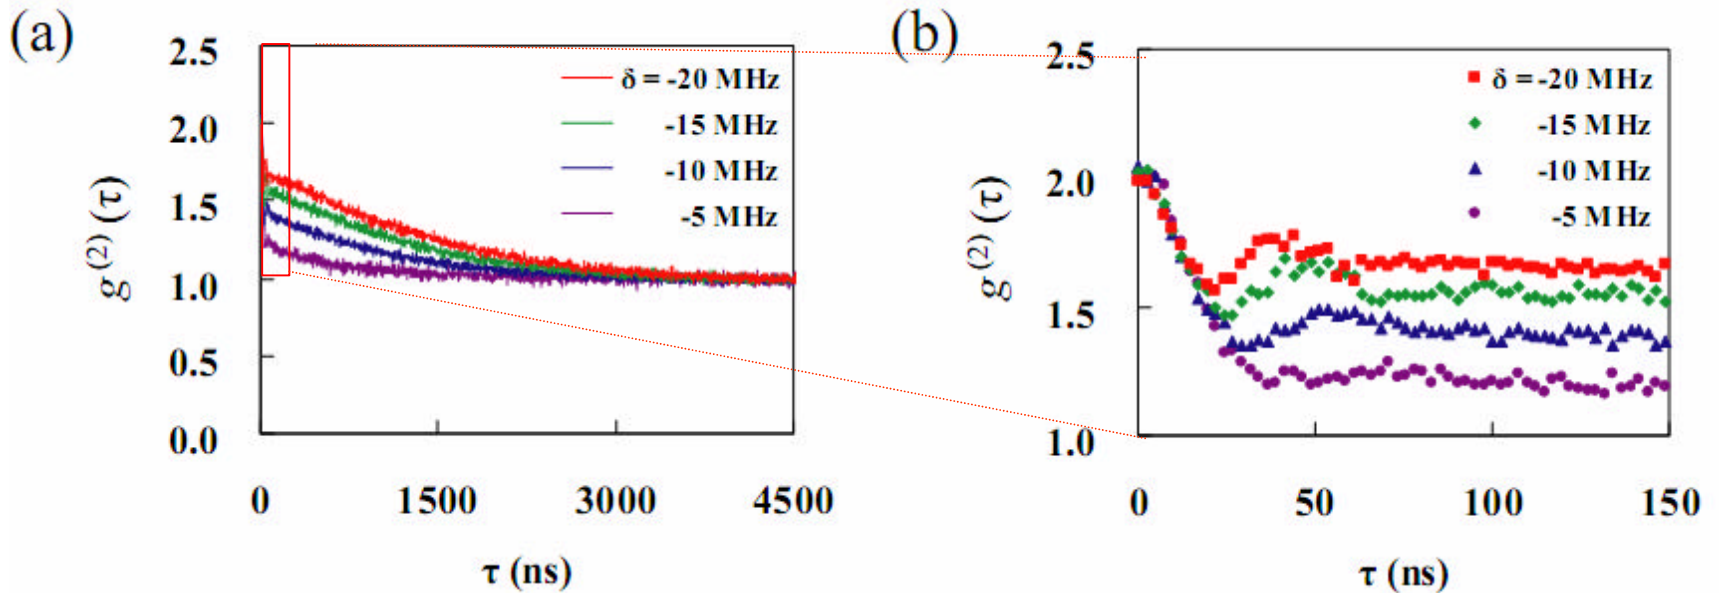 (a)
2.5
2.0
1.5
1.0
0.5
0.0
g(2) (τ)
δ = -20 MHz
-15 MHz
-10 MHz
-5 MHz
0 1500 3000 4500
τ (ns)
(b)
2.5
2.0
1.5
1.0
g(2) (τ)
δ = -20 MHz
-15 MHz
-10 MHz
-5 MHz
0 50 100 150
τ (ns)